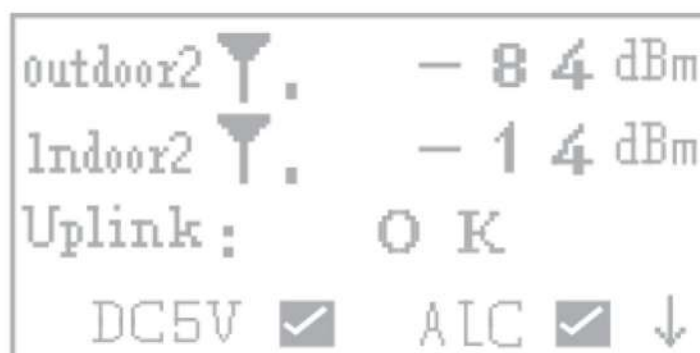 outdoor2 . -84 dBm
1ndoor2 . -14 dBm
Uplink: OK
DC5V ALC ↓